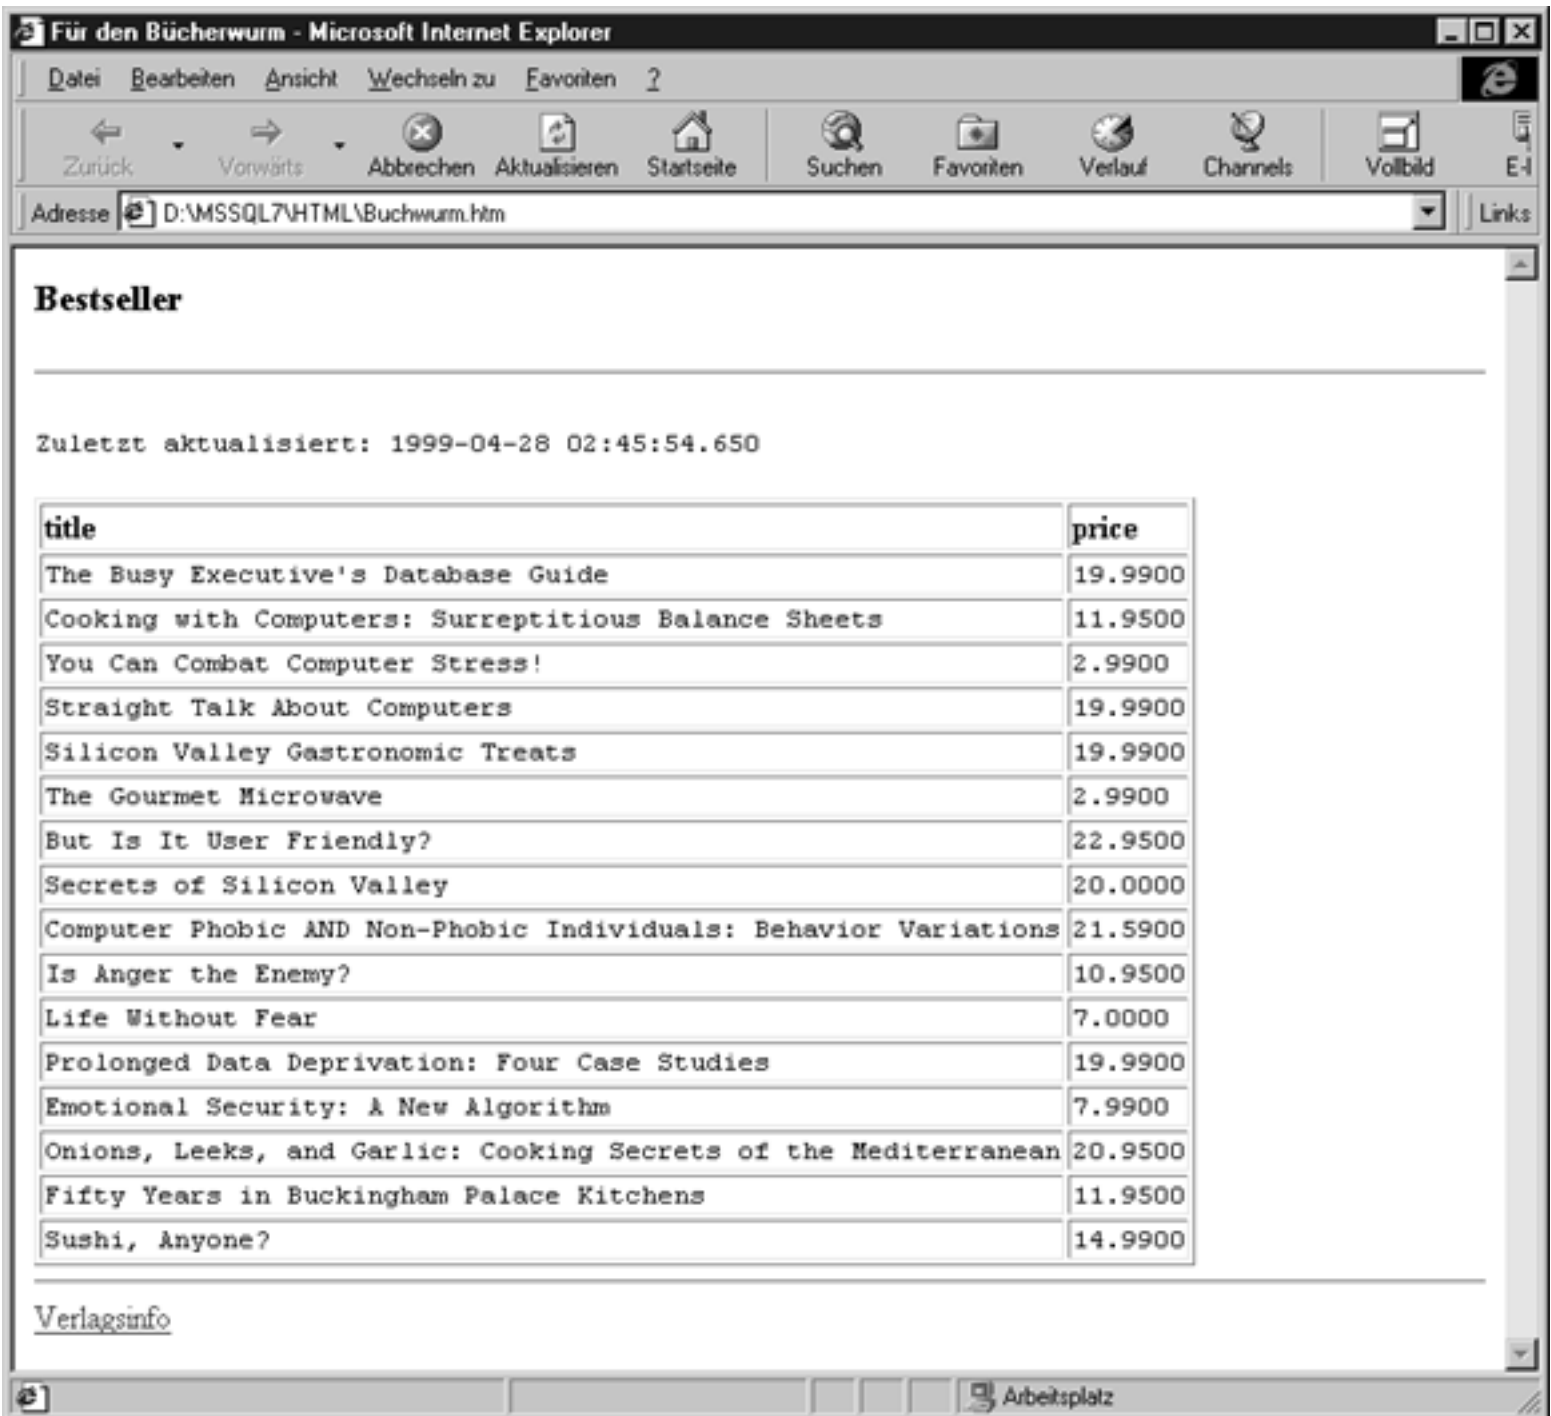 Für den Bücherwurm - Microsoft Internet Explorer
Datei Bearbeiten Ansicht Wechseln zu Favoriten ?
Zurück Vorwärts Abbrechen Aktualisieren Startseite Suchen Favoriten Verlauf Channels Vollbild E-
Adresse D:\MSSQL7\HTML\Buchwurm.htm Links
Bestseller
Zuletzt aktualisiert: 1999-04-28 02:45:54.650
title price
The Busy Executive's Database Guide 19.9900
Cooking with Computers: Surreptitious Balance Sheets 11.9500
You Can Combat Computer Stress! 2.9900
Straight Talk About Computers 19.9900
Silicon Valley Gastronomic Treats 19.9900
The Gourmet Microwave 2.9900
But Is It User Friendly? 22.9500
Secrets of Silicon Valley 20.0000
Computer Phobic AND Non-Phobic Individuals: Behavior Variations 21.5900
Is Anger the Enemy? 10.9500
Life Without Fear 7.0000
Prolonged Data Deprivation: Four Case Studies 19.9900
Emotional Security: A New Algorithm 7.9900
Onions, Leeks, and Garlic: Cooking Secrets of the Mediterranean 20.9500
Fifty Years in Buckingham Palace Kitchens 11.9500
Sushi, Anyone? 14.9900
Verlagsinfo
Arbeitsplatz